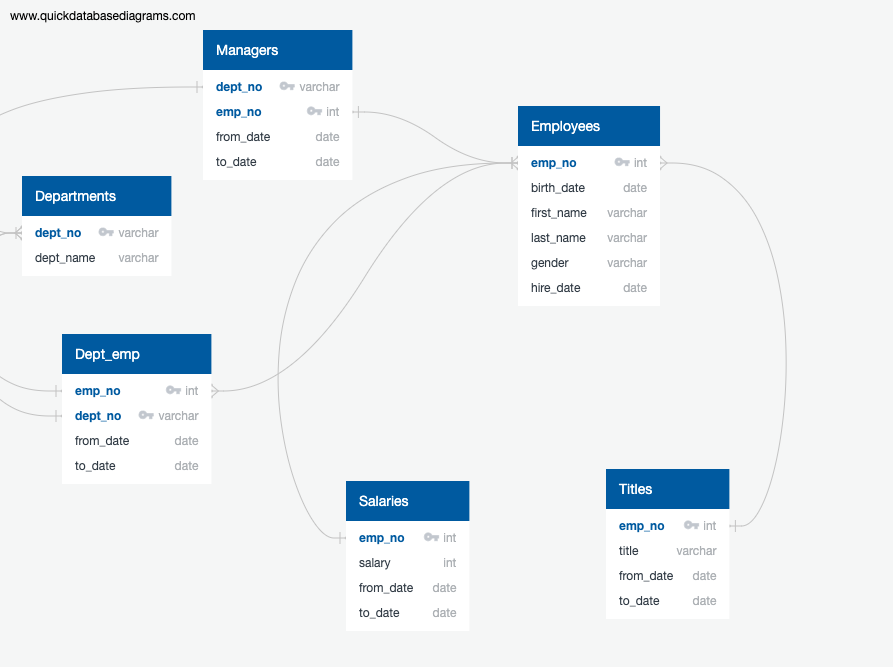 www.quickdatabasediagrams.com
Managers
dept_no varchar
emp_no int
from_date date
to_date date
Employees
emp_no int
birth_date date
first_name varchar
last_name varchar
gender varchar
hire_date date
Departments
dept_no varchar
dept_name varchar
Dept_emp
emp_no int
dept_no varchar
from_date date
to_date date
Salaries
emp_no int
salary int
from_date date
to_date date
Titles
emp_no int
title varchar
from_date date
to_date date